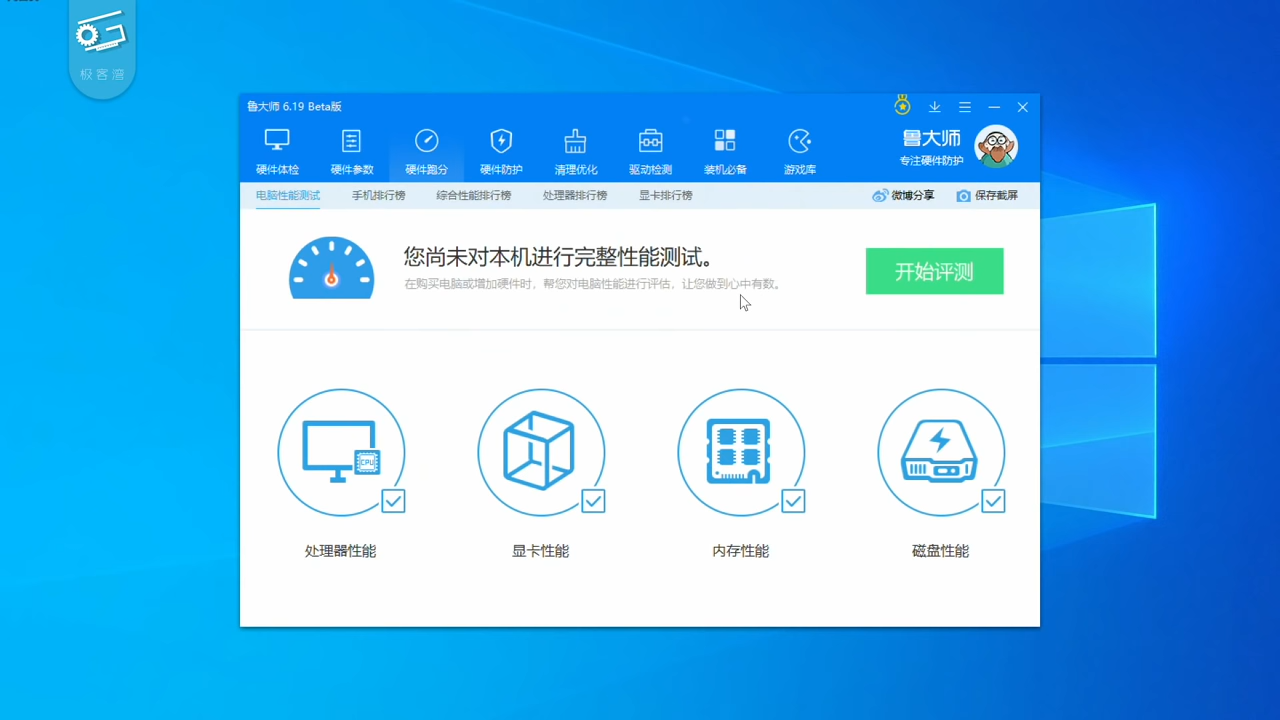 极客湾
鲁大师 6.19 Beta版
硬件体检 硬件参数 硬件跑分 硬件防护 清理优化 驱动检测 装机必备 游戏库
鲁大师
专注硬件防护
电脑性能测试 手机排行榜 综合性能排行榜 处理器排行榜 显卡排行榜 微博分享 保存截屏
您尚未对本机进行完整性能测试。
在购买电脑或增加硬件时，帮您对电脑性能进行评估，让您做到心中有数。
开始评测
CPU
处理器性能 显卡性能 内存性能 磁盘性能